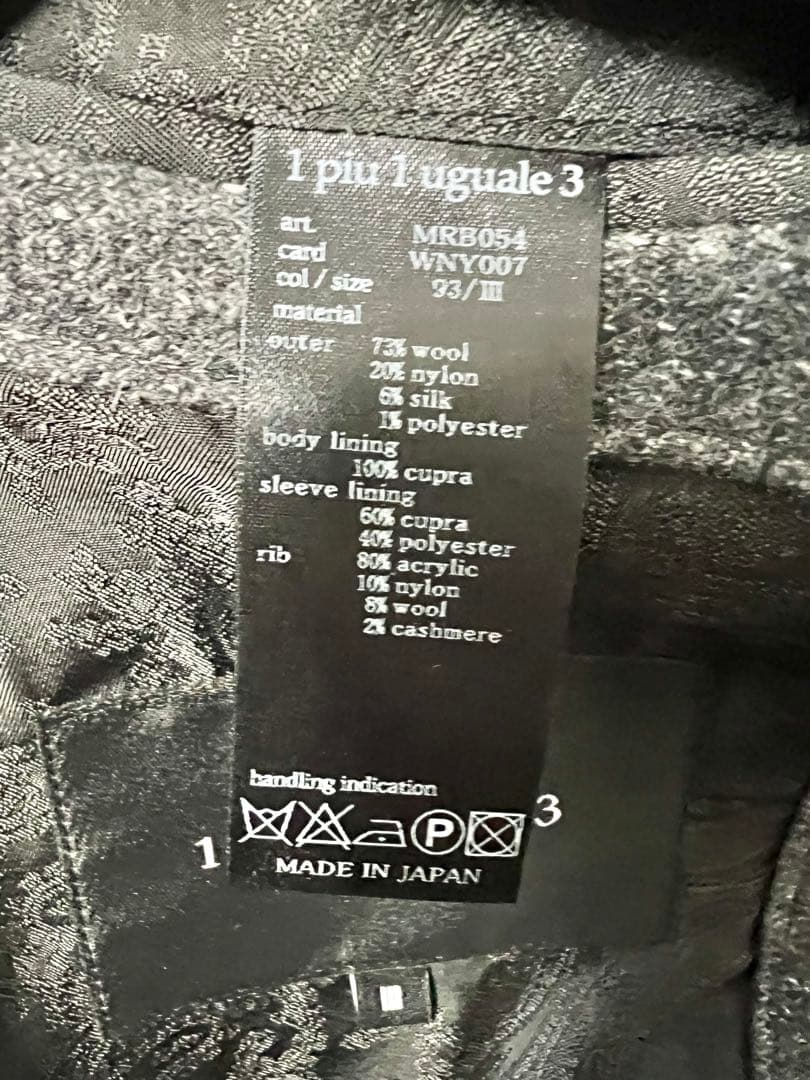 1 piu 1 uguale 3
art. MRB054
card WNY007
col / size 93/III
material
outer 73% wool
20% nylon
6% silk
1% polyester
body lining
100% cupra
sleeve lining
60% cupra
40% polyester
rib 80% acrylic
10% nylon
8% wool
2% cashmere
handling indication
P
MADE IN JAPAN
1 3
III